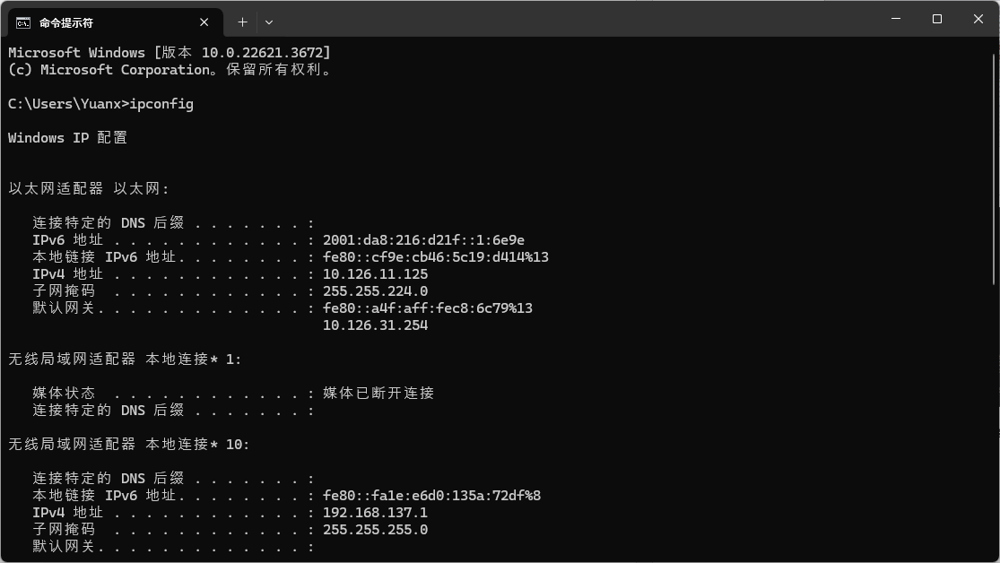 命令提示符
Microsoft Windows [版本 10.0.22621.3672]
(c) Microsoft Corporation。保留所有权利。
C:\Users\Yuanx>ipconfig
Windows IP 配置
以太网适配器 以太网:
连接特定的 DNS 后缀 . . . . . . . :
IPv6 地址 . . . . . . . . . . . . : 2001:da8:216:d21f::1:6e9e
本地链接 IPv6 地址. . . . . . . . : fe80::cf9e:cb46:5c19:d414%13
IPv4 地址 . . . . . . . . . . . . : 10.126.11.125
子网掩码  . . . . . . . . . . . . : 255.255.224.0
默认网关. . . . . . . . . . . . . : fe80::a4f:aff:fec8:6c79%13
10.126.31.254
无线局域网适配器 本地连接* 1:
媒体状态  . . . . . . . . . . . . : 媒体已断开连接
连接特定的 DNS 后缀 . . . . . . . :
无线局域网适配器 本地连接* 10:
连接特定的 DNS 后缀 . . . . . . . :
本地链接 IPv6 地址. . . . . . . . : fe80::fa1e:e6d0:135a:72df%8
IPv4 地址 . . . . . . . . . . . . : 192.168.137.1
子网掩码  . . . . . . . . . . . . : 255.255.255.0
默认网关. . . . . . . . . . . . . :